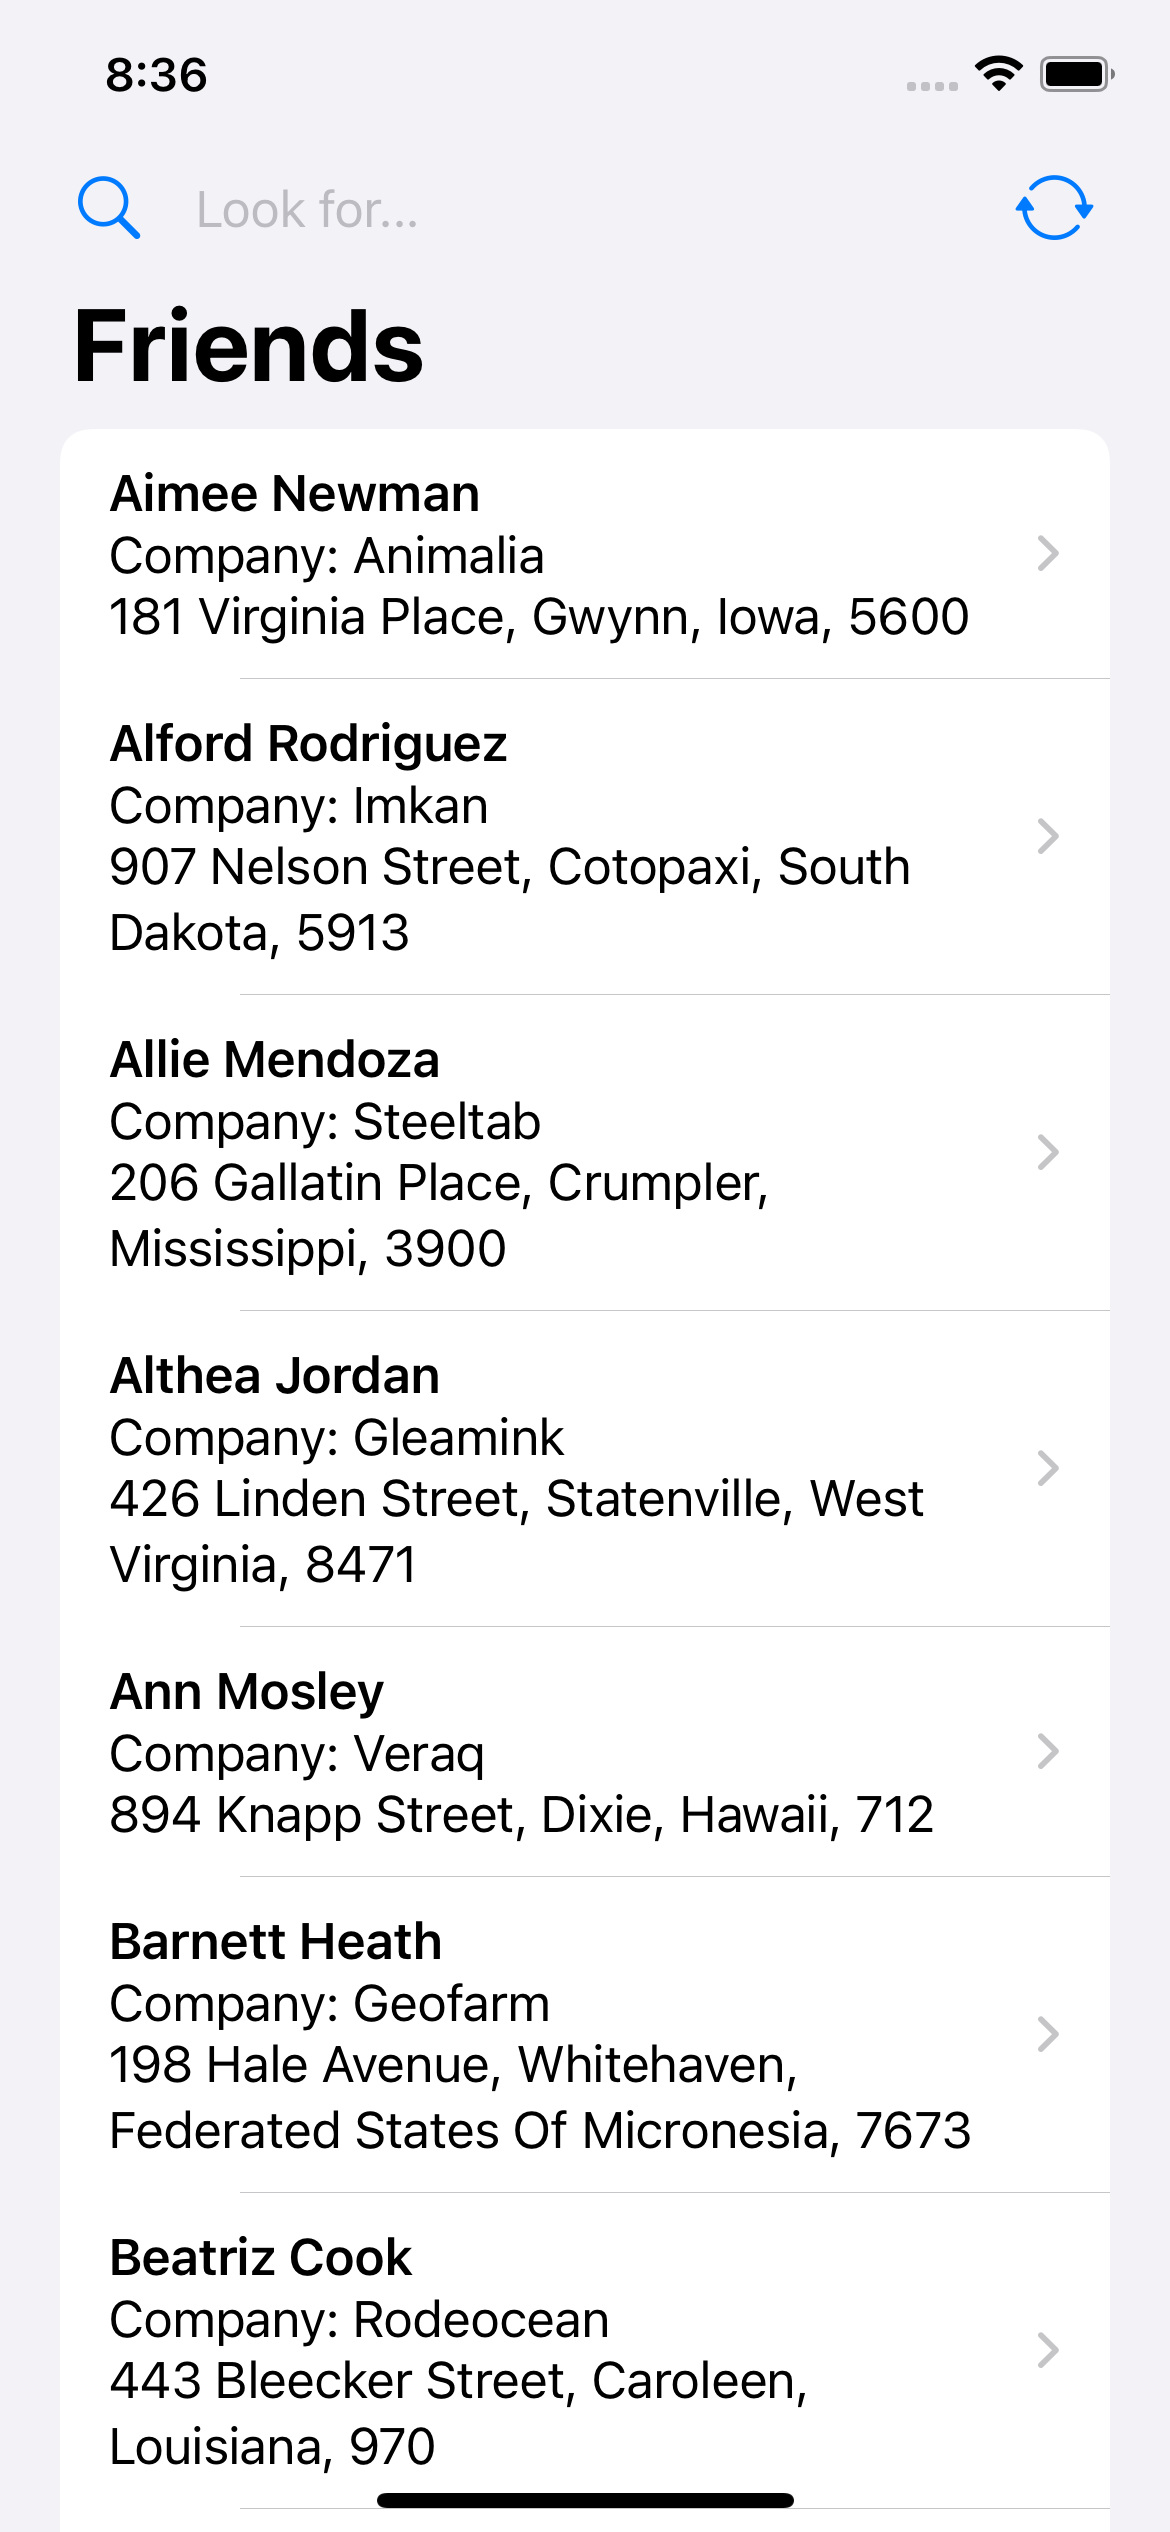 8:36
Look for...
Friends
Aimee Newman
Company: Animalia
181 Virginia Place, Gwynn, Iowa, 5600
Alford Rodriguez
Company: Imkan
907 Nelson Street, Cotopaxi, South
Dakota, 5913
Allie Mendoza
Company: Steeltab
206 Gallatin Place, Crumpler,
Mississippi, 3900
Althea Jordan
Company: Gleamink
426 Linden Street, Statenville, West
Virginia, 8471
Ann Mosley
Company: Veraq
894 Knapp Street, Dixie, Hawaii, 712
Barnett Heath
Company: Geofarm
198 Hale Avenue, Whitehaven,
Federated States Of Micronesia, 7673
Beatriz Cook
Company: Rodeocean
443 Bleecker Street, Caroleen,
Louisiana, 970